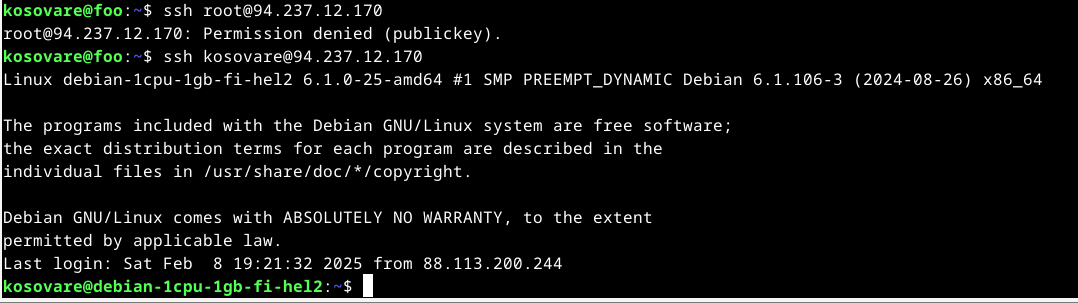 kosovare@foo:~$ ssh root@94.237.12.170
root@94.237.12.170: Permission denied (publickey).
kosovare@foo:~$ ssh kosovare@94.237.12.170
Linux debian-1cpu-1gb-fi-hel2 6.1.0-25-amd64 #1 SMP PREEMPT_DYNAMIC Debian 6.1.106-3 (2024-08-26) x86_64
The programs included with the Debian GNU/Linux system are free software;
the exact distribution terms for each program are described in the
individual files in /usr/share/doc/*/copyright.
Debian GNU/Linux comes with ABSOLUTELY NO WARRANTY, to the extent
permitted by applicable law.
Last login: Sat Feb  8 19:21:32 2025 from 88.113.200.244
kosovare@debian-1cpu-1gb-fi-hel2:~$